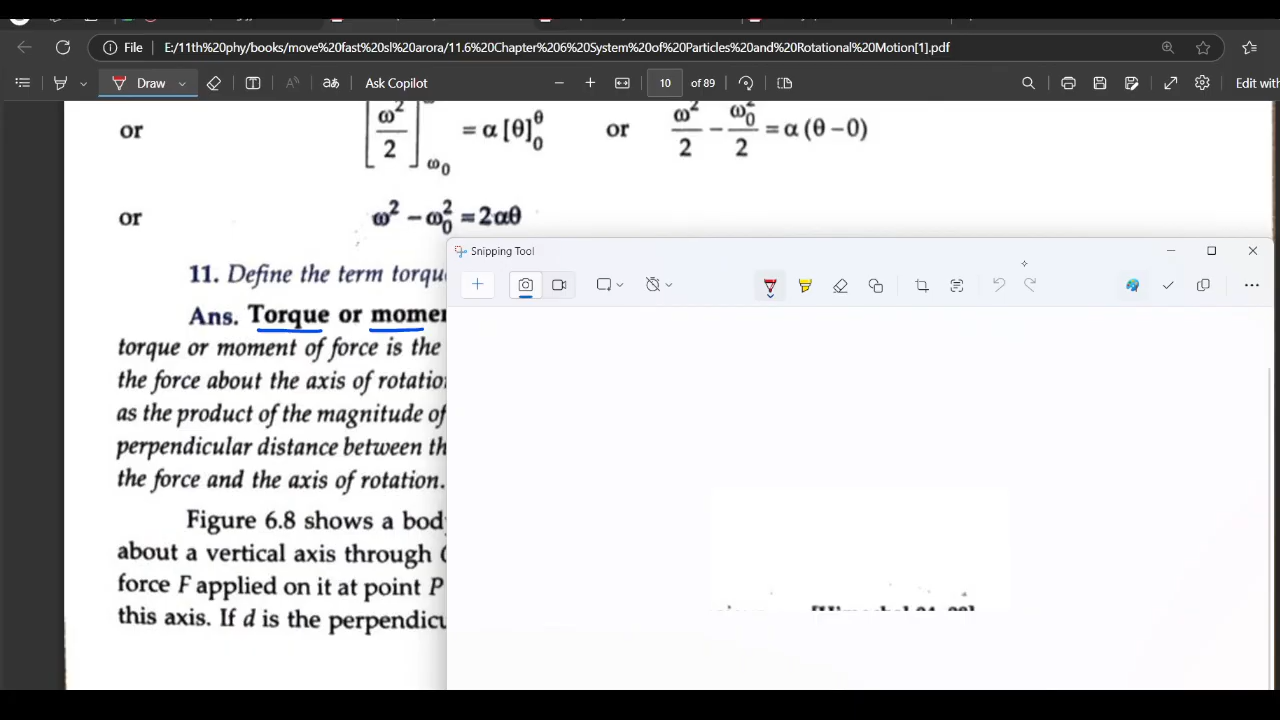 File E:/11th%20phy/books/move%20fast%20sl%20arora/11.6%20Chapter%206%20System%20of%20Particles%20and%20Rotational%20Motion[1].pdf
Draw Ask Copilot 10 of 89 Edit with
or [ω²/2]ω₀ = α [θ]₀^θ or ω²/2 − ω₀²/2 = α (θ − 0)
or ω² − ω₀² = 2αθ
Snipping Tool
11. Define the term torqu
Ans. Torque or momen
torque or moment of force is the
the force about the axis of rotatio
as the product of the magnitude of
perpendicular distance between th
the force and the axis of rotation.
Figure 6.8 shows a body
about a vertical axis through
force F applied on it at point P
this axis. If d is the perpendicu